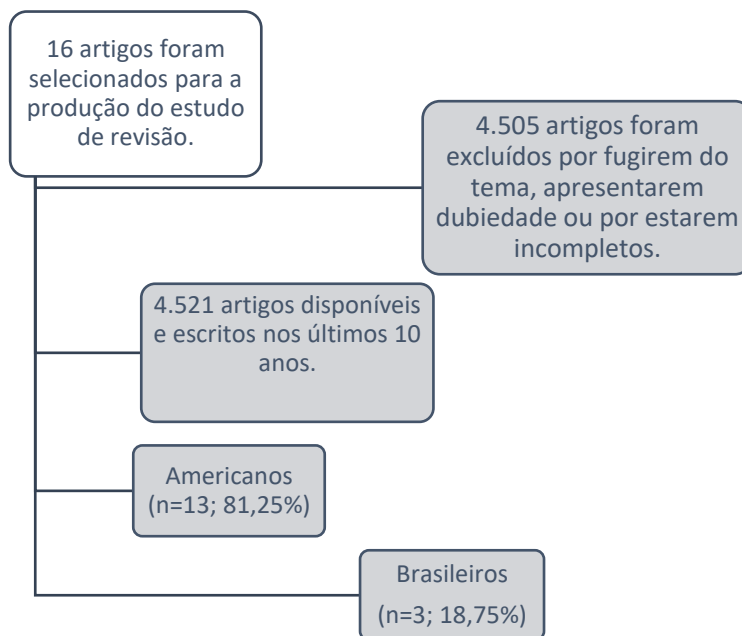 16 artigos foram
selecionados para a
produção do estudo
de revisão.
4.505 artigos foram
excluídos por fugirem do
tema, apresentarem
dubiedade ou por estarem
incompletos.
4.521 artigos disponíveis
e escritos nos últimos 10
anos.
Americanos
(n=13; 81,25%)
Brasileiros
(n=3; 18,75%)